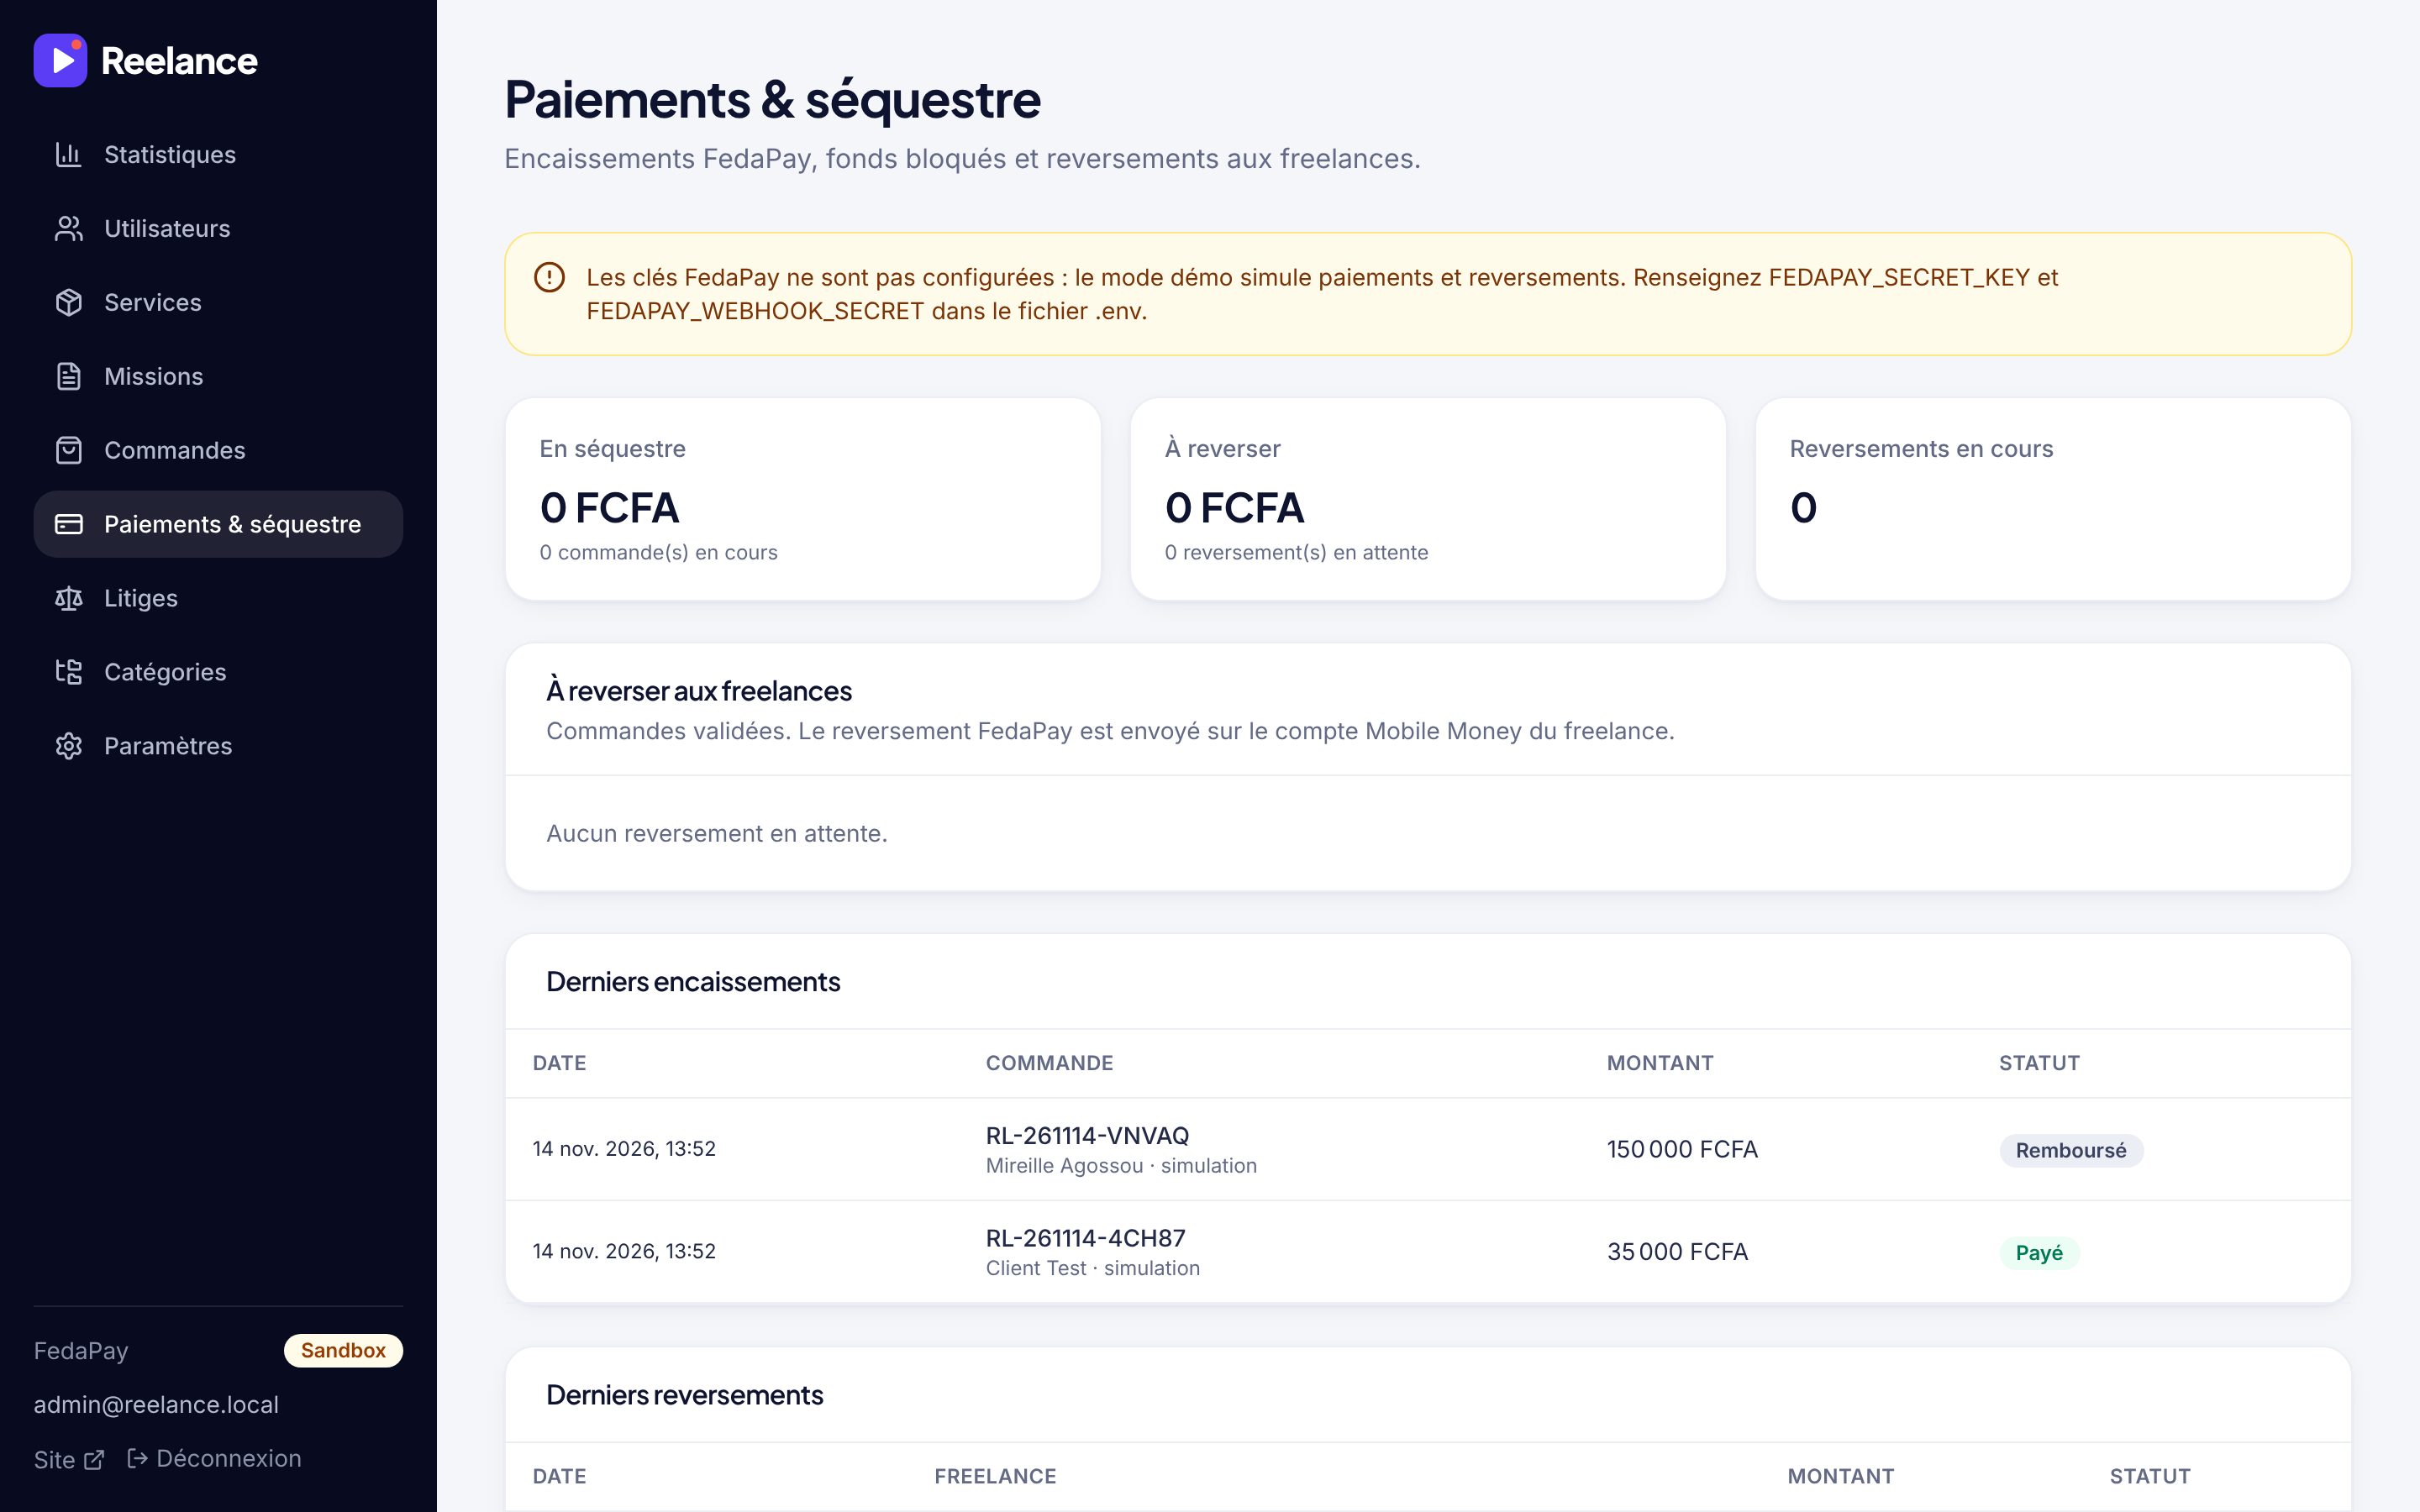 Reelance
Statistiques
Utilisateurs
Services
Missions
Commandes
Paiements & séquestre
Litiges
Catégories
Paramètres
FedaPay
Sandbox
admin@reelance.local
Site
Déconnexion
Paiements & séquestre
Encaissements FedaPay, fonds bloqués et reversements aux freelances.
Les clés FedaPay ne sont pas configurées : le mode démo simule paiements et reversements. Renseignez FEDAPAY_SECRET_KEY et
FEDAPAY_WEBHOOK_SECRET dans le fichier .env.
En séquestre
0 FCFA
0 commande(s) en cours
À reverser
0 FCFA
0 reversement(s) en attente
Reversements en cours
0
À reverser aux freelances
Commandes validées. Le reversement FedaPay est envoyé sur le compte Mobile Money du freelance.
Aucun reversement en attente.
Derniers encaissements
DATE COMMANDE MONTANT STATUT
14 nov. 2026, 13:52 RL-261114-VNVAQ 150 000 FCFA Remboursé
Mireille Agossou · simulation
14 nov. 2026, 13:52 RL-261114-4CH87 35 000 FCFA Payé
Client Test · simulation
Derniers reversements
DATE FREELANCE MONTANT STATUT